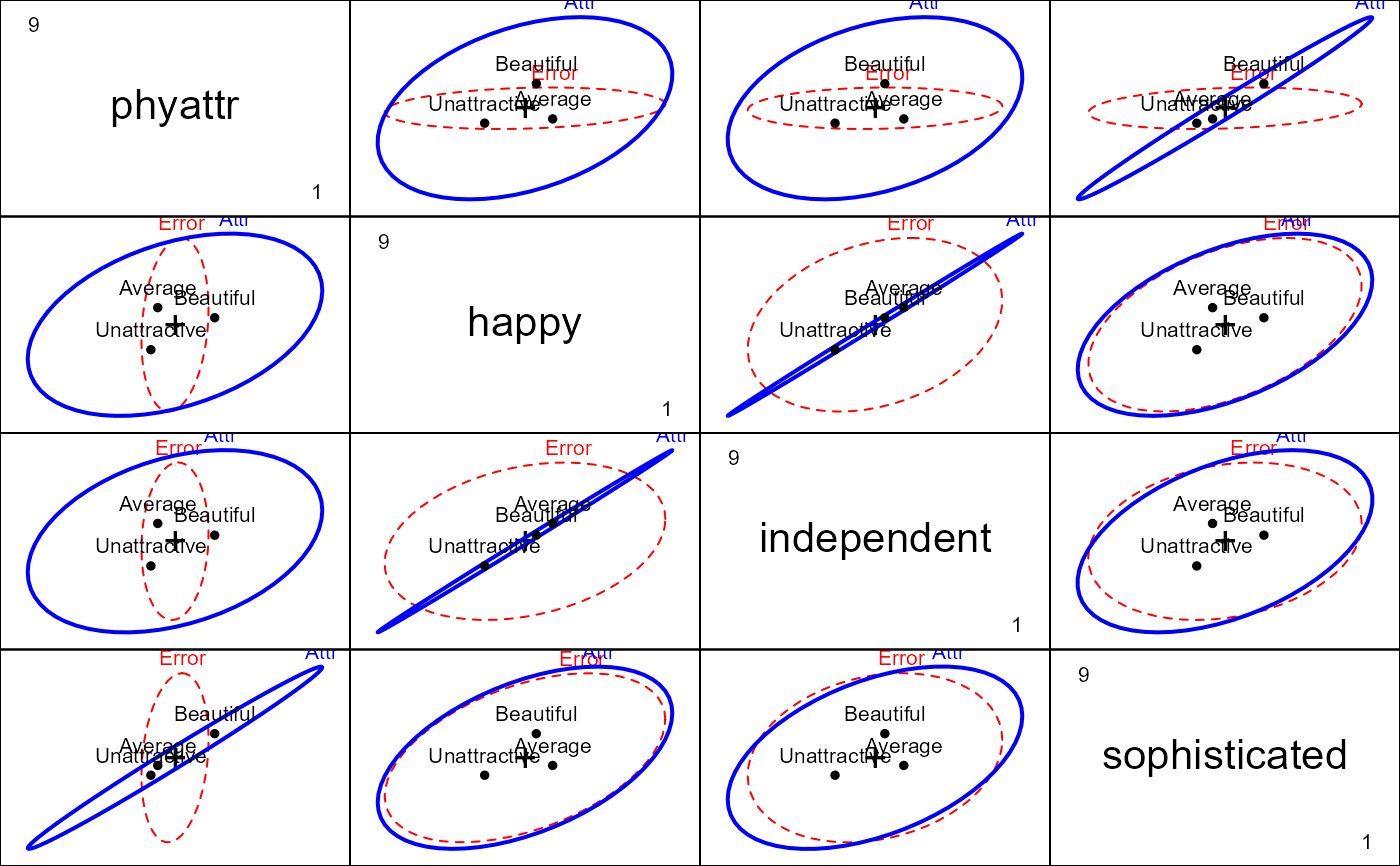 9
phyattr
1
Attr
Beautiful
Error
Unattractive
Average
Attr
Beautiful
Error
Unattractive
Average
Attr
Beautiful
Error
Unattractive
Average
Error
Attr
Average
Beautiful
Unattractive
9
happy
1
Error
Attr
Average
Beautiful
Unattractive
Error
Attr
Average
Beautiful
Unattractive
Error
Attr
Average
Beautiful
Unattractive
Error
Attr
Average
Beautiful
Unattractive
9
independent
1
Error
Attr
Average
Beautiful
Unattractive
Error
Attr
Beautiful
Average
Unattractive
Error
Attr
Beautiful
Unattractive
Average
Error
Attr
Beautiful
Unattractive
Average
9
sophisticated
1